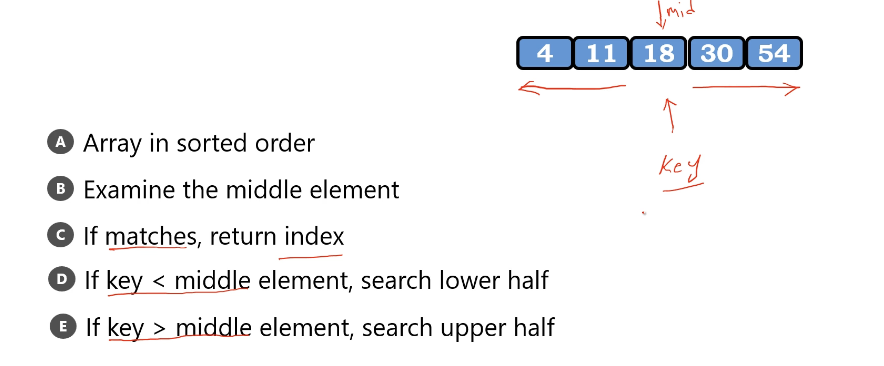 mid
4 11 18 30 54
key
A Array in sorted order
B Examine the middle element
C If matches, return index
D If key < middle element, search lower half
E If key > middle element, search upper half